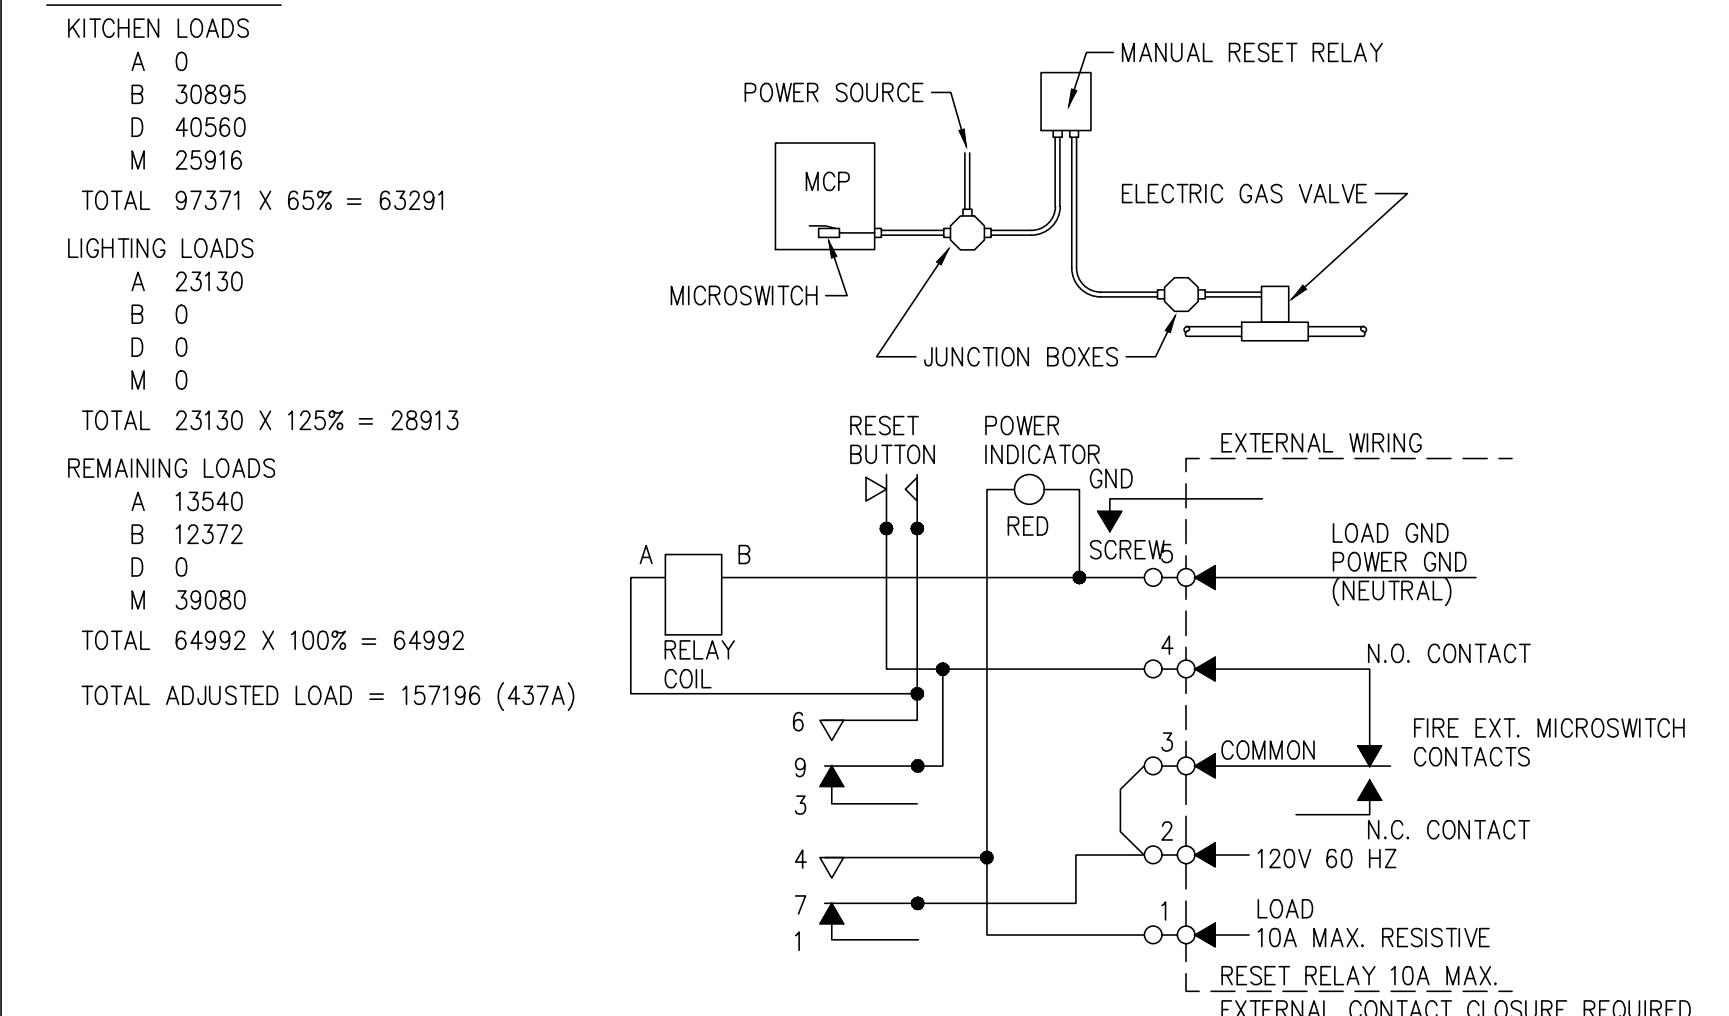 KITCHEN LOADS
A 0
B 30895
D 40560
M 25916
TOTAL 97371 X 65% = 63291
LIGHTING LOADS
A 23130
B 0
D 0
M 0
TOTAL 23130 X 125% = 28913
REMAINING LOADS
A 13540
B 12372
D 0
M 39080
TOTAL 64992 X 100% = 64992
TOTAL ADJUSTED LOAD = 157196 (437A)
MANUAL RESET RELAY
POWER SOURCE
MCP
ELECTRIC GAS VALVE
MICROSWITCH
JUNCTION BOXES
RESET
BUTTON
POWER
INDICATOR
RED
GND
SCREW
EXTERNAL WIRING
A
B
RELAY
COIL
5
LOAD GND
POWER GND
(NEUTRAL)
4
N.O. CONTACT
6
9
3
3
COMMON
FIRE EXT. MICROSWITCH
CONTACTS
N.C. CONTACT
2
120V 60 HZ
4
7
1
1
LOAD
10A MAX. RESISTIVE
RESET RELAY 10A MAX.
EXTERNAL CONTACT CLOSURE REQUIRED